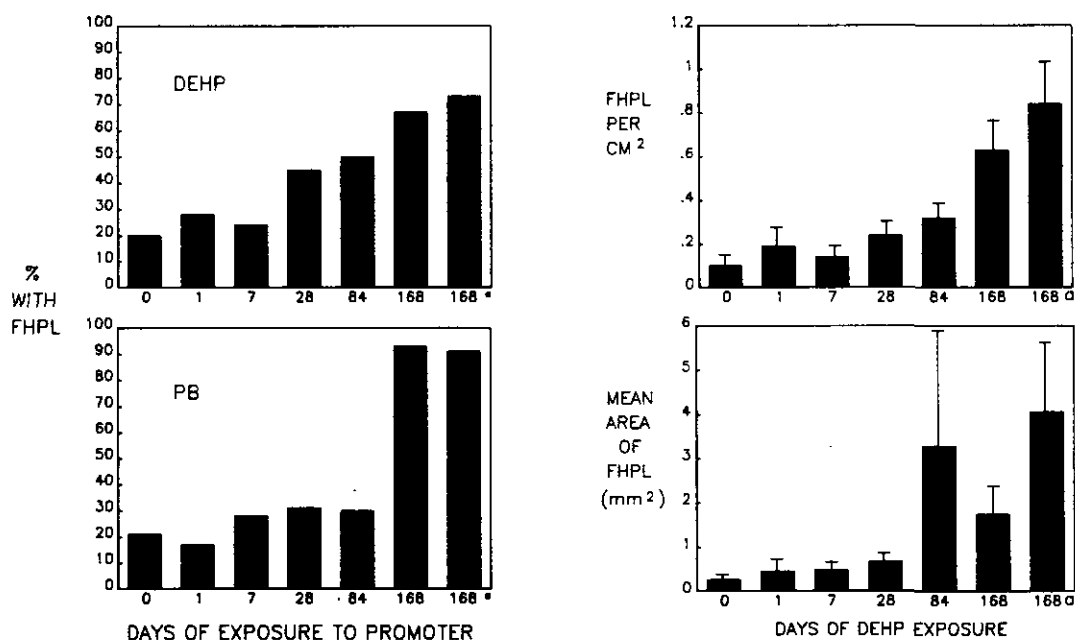 % WITH FHPL
100
90
80
70
60
50
40
30
20
10
0
DEHP
0 1 7 28 84 168 168 a
100
90
80
70
60
50
40
30
20
10
0
PB
0 1 7 28 84 168 168 a
DAYS OF EXPOSURE TO PROMOTER
FHPL
PER
CM 2
1.2
1
.8
.6
.4
.2
0
0 1 7 28 84 168 168 a
MEAN
AREA
OF
FHPL
(mm2)
6
5
4
3
2
1
0
0 1 7 28 84 168 168 a
DAYS OF DEHP EXPOSURE